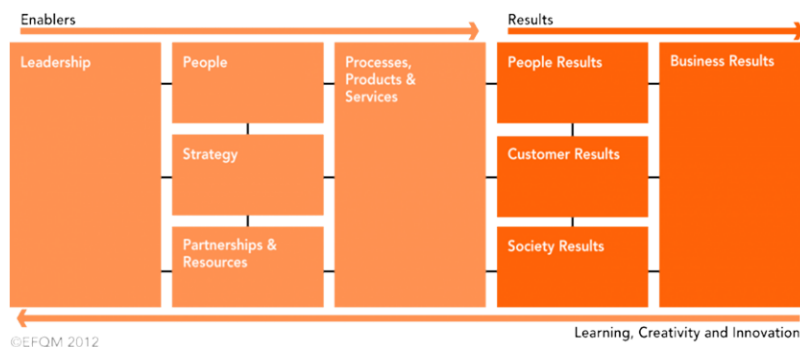 Enablers
Results
Leadership
People
Processes,
Products &
Services
People Results
Business Results
Strategy
Customer Results
Partnerships &
Resources
Society Results
Learning, Creativity and Innovation
©EFQM 2012